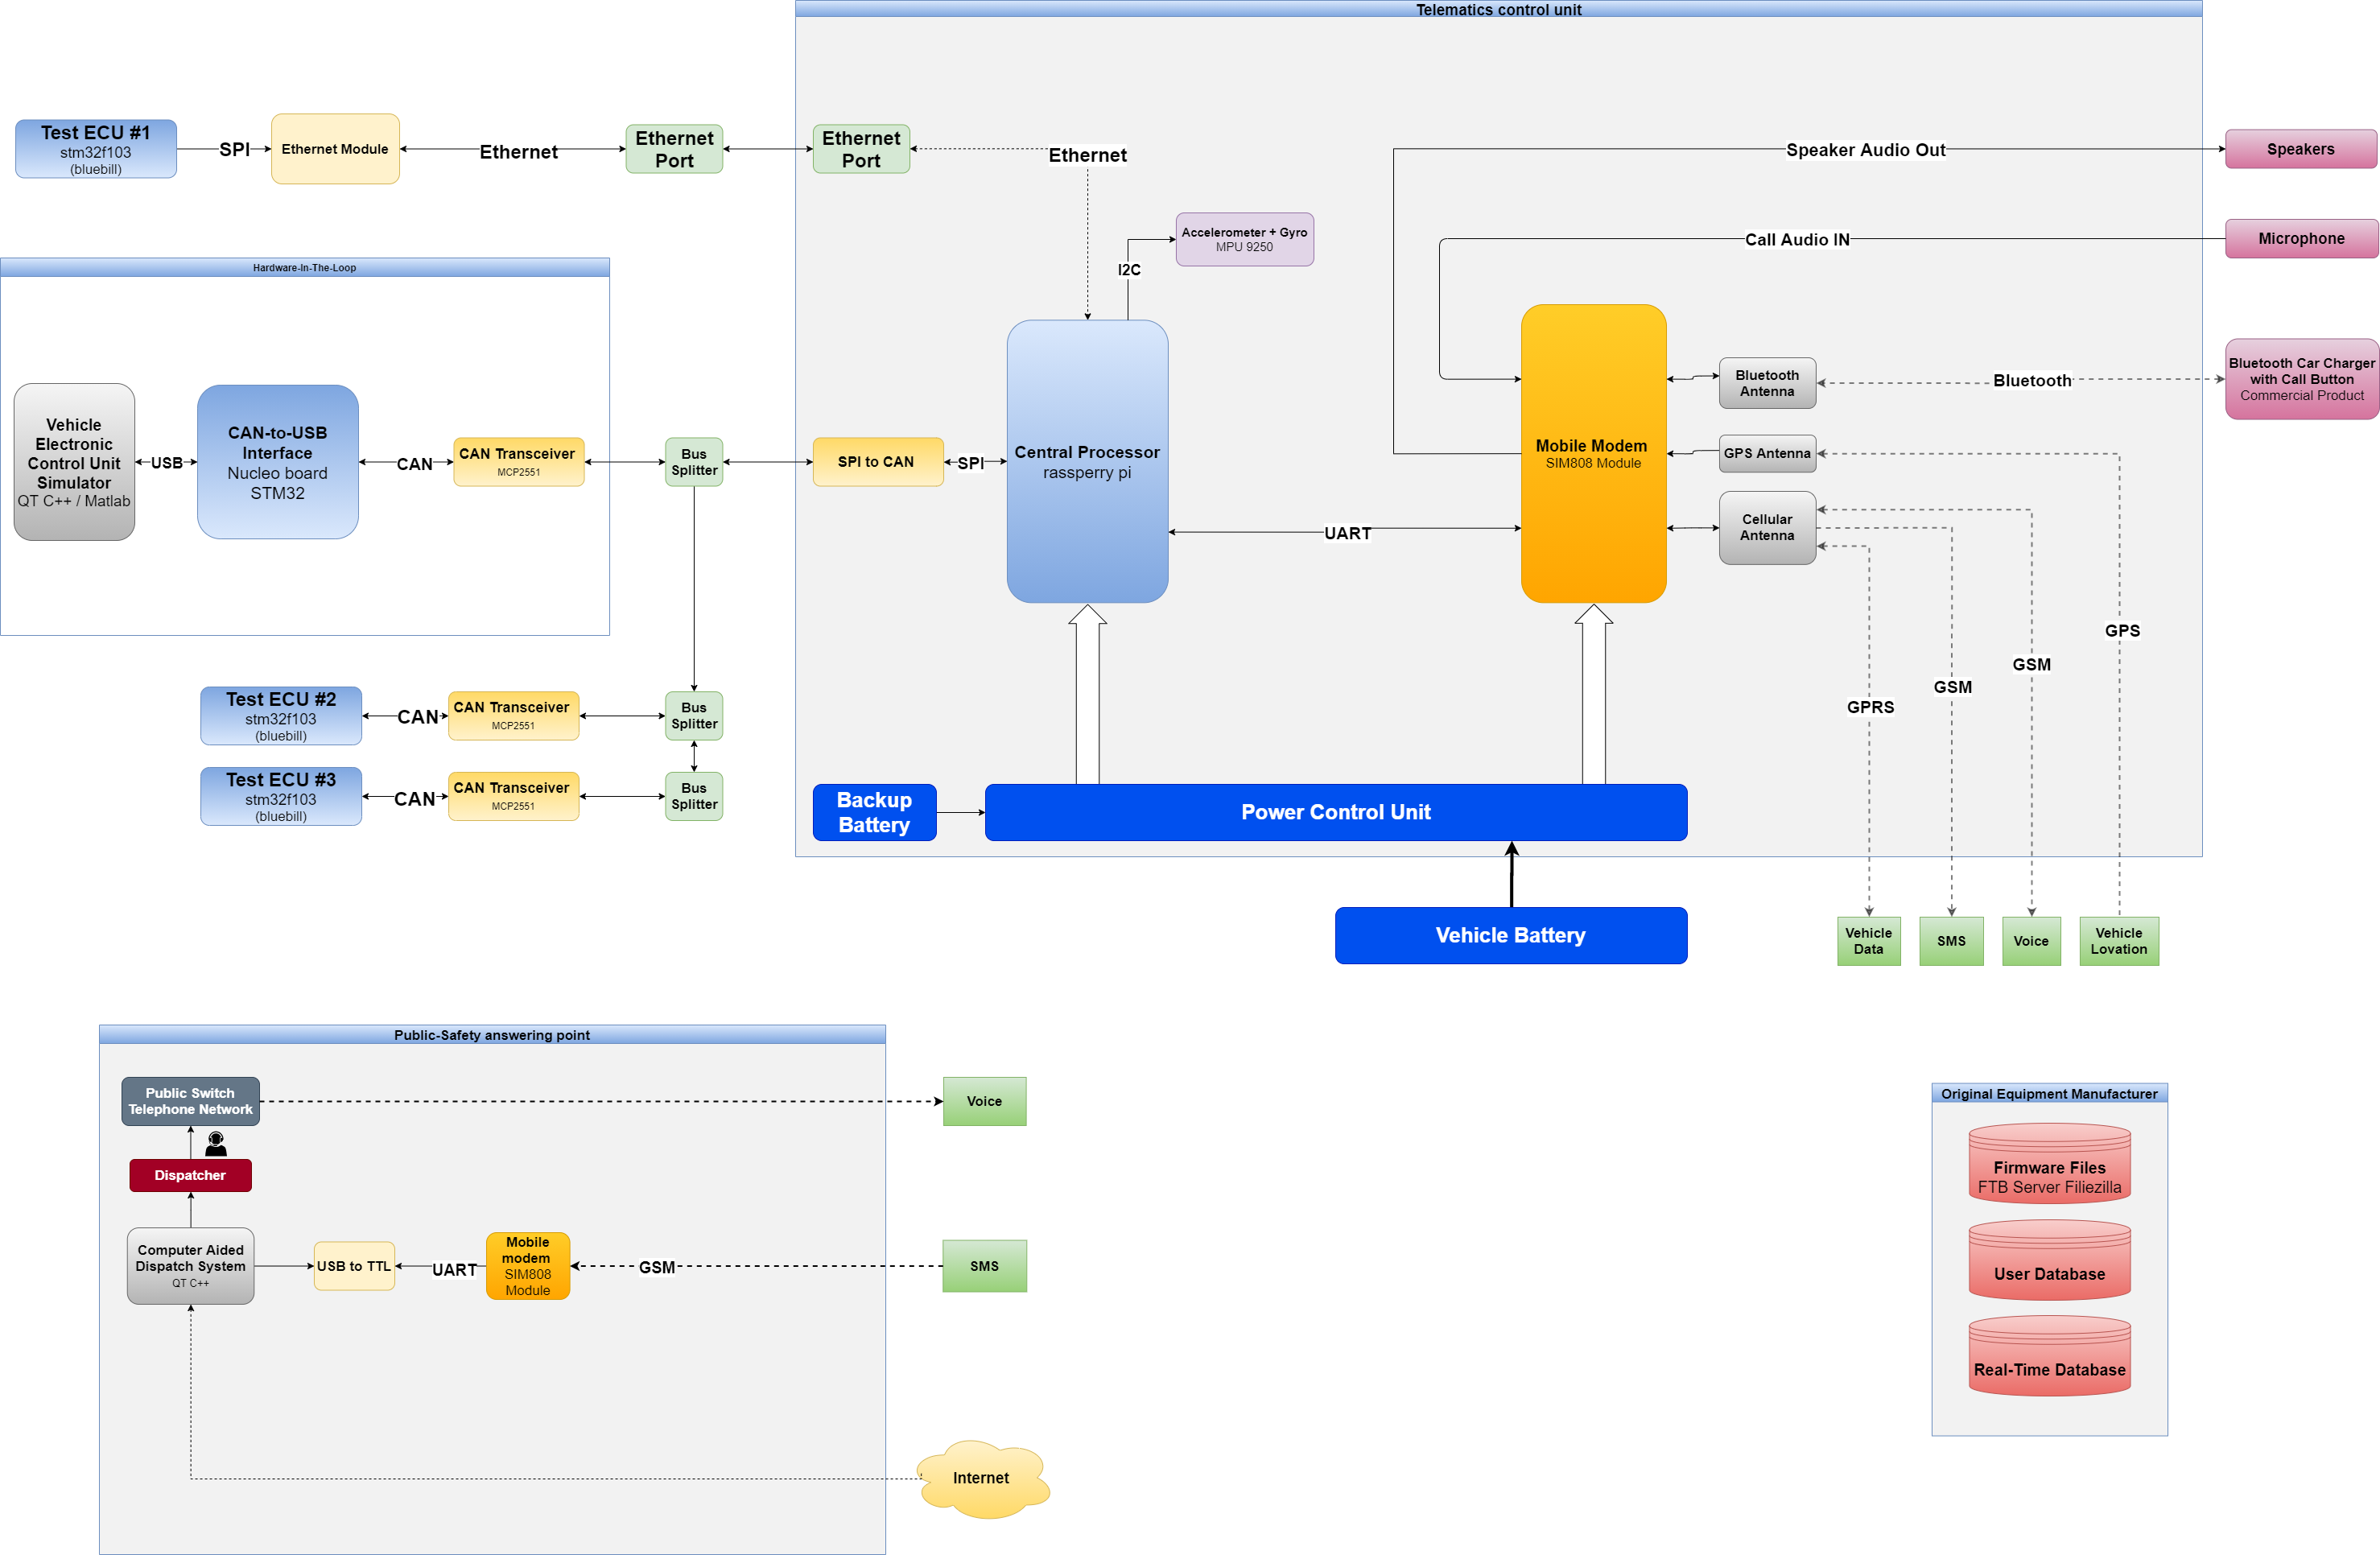 Telematics control unit
Test ECU #1
stm32f103
(bluebill)
SPI
Ethernet Module
Ethernet
Ethernet
Port
Ethernet
Port
Ethernet
Speaker Audio Out
Speakers
Accelerometer + Gyro
MPU 9250
I2C
Call Audio IN
Microphone
Hardware-In-The-Loop
Vehicle
Electronic
Control Unit
Simulator
QT C++ / Matlab
USB
CAN-to-USB
Interface
Nucleo board
STM32
CAN
CAN Transceiver
MCP2551
Bus
Splitter
SPI to CAN
SPI
Central Processor
rassperry pi
UART
Mobile Modem
SIM808 Module
Bluetooth
Antenna
Bluetooth
Bluetooth Car Charger
with Call Button
Commercial Product
GPS Antenna
Cellular
Antenna
GPS
GSM
GSM
GPRS
Test ECU #2
stm32f103
(bluebill)
CAN
CAN Transceiver
MCP2551
Bus
Splitter
Test ECU #3
stm32f103
(bluebill)
CAN
CAN Transceiver
MCP2551
Bus
Splitter
Backup
Battery
Power Control Unit
Vehicle Battery
Vehicle
Data
SMS
Voice
Vehicle
Lovation
Public-Safety answering point
Public Switch
Telephone Network
Voice
Dispatcher
Computer Aided
Dispatch System
QT C++
USB to TTL
UART
Mobile
modem
SIM808
Module
GSM
SMS
Internet
Original Equipment Manufacturer
Firmware Files
FTB Server Filiezilla
User Database
Real-Time Database